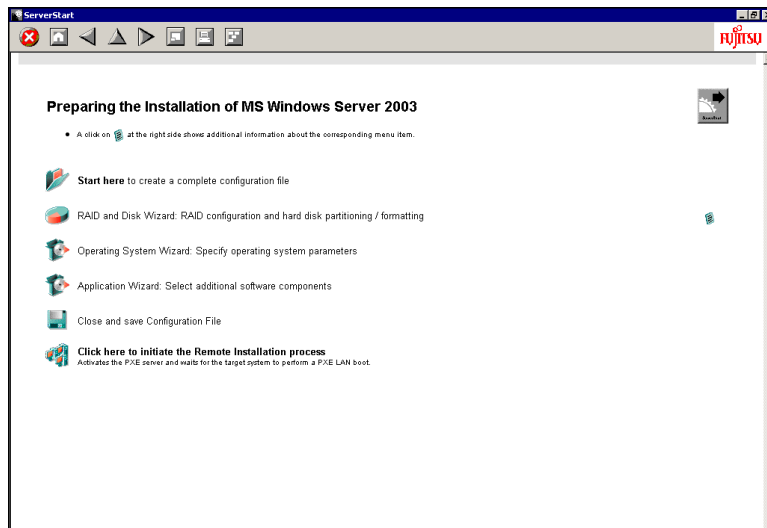 ServerStart
FUJITSU
Preparing the Installation of MS Windows Server 2003
ServerStart
A click on at the right side shows additional information about the corresponding menu item.
Start here to create a complete configuration file
RAID and Disk Wizard: RAID configuration and hard disk partitioning / formatting
Operating System Wizard: Specify operating system parameters
Application Wizard: Select additional software components
Close and save Configuration File
Click here to initiate the Remote Installation process
Activates the PXE server and waits for the target system to perform a PXE LAN boot.